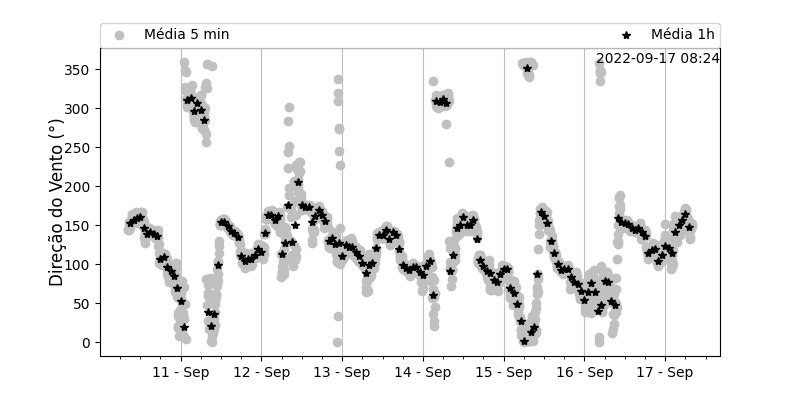 Média 5 min
Média 1h
2022-09-17 08:24
Direção do Vento (°)
350
300
250
200
150
100
50
0
11 - Sep
12 - Sep
13 - Sep
14 - Sep
15 - Sep
16 - Sep
17 - Sep